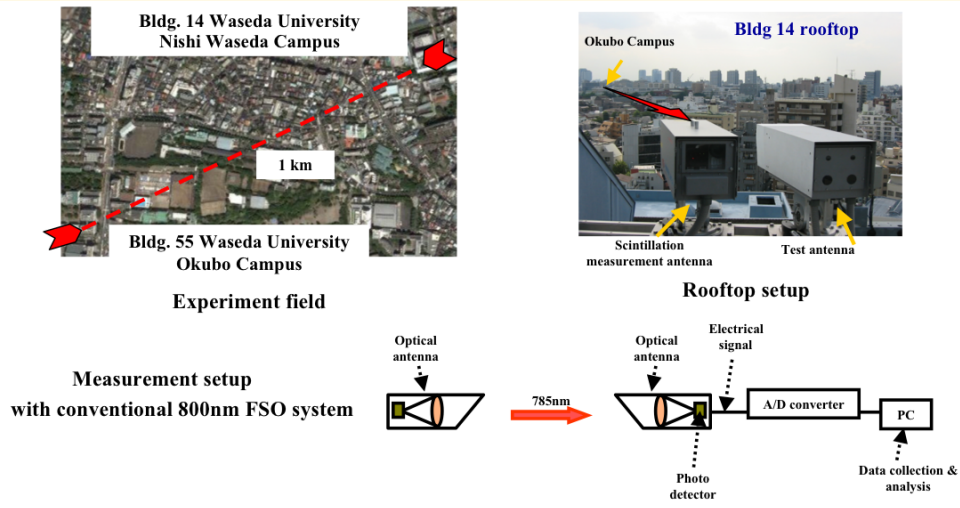 Bldg. 14 Waseda University
Nishi Waseda Campus
1 km
Bldg. 55 Waseda University
Okubo Campus
Experiment field
Okubo Campus
Bldg 14 rooftop
Scintillation
measurement antenna
Test antenna
Rooftop setup
Measurement setup
with conventional 800nm FSO system
Optical
antenna
785nm
Optical
antenna
Electrical
signal
A/D converter
PC
Photo
detector
Data collection &
analysis